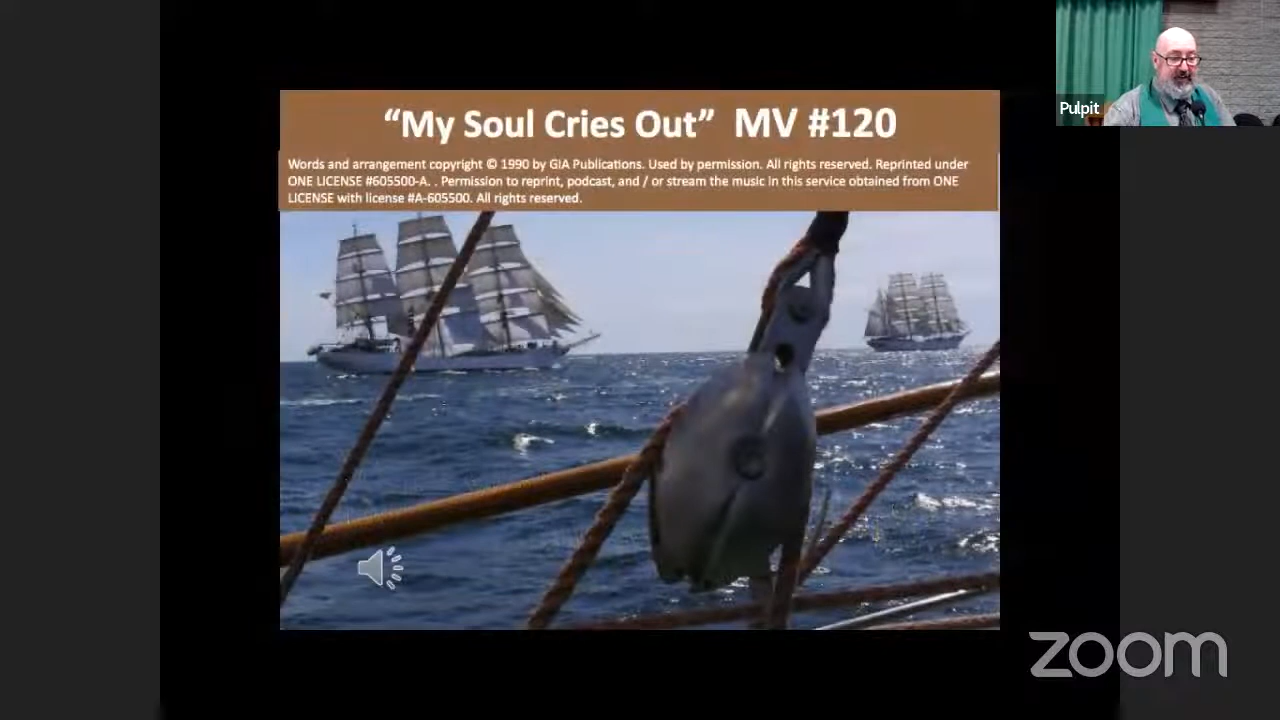 "My Soul Cries Out" MV #120
Words and arrangement copyright © 1990 by GIA Publications. Used by permission. All rights reserved. Reprinted under
ONE LICENSE #605500-A. . Permission to reprint, podcast, and / or stream the music in this service obtained from ONE
LICENSE with license #A-605500. All rights reserved.
Pulpit
zoom